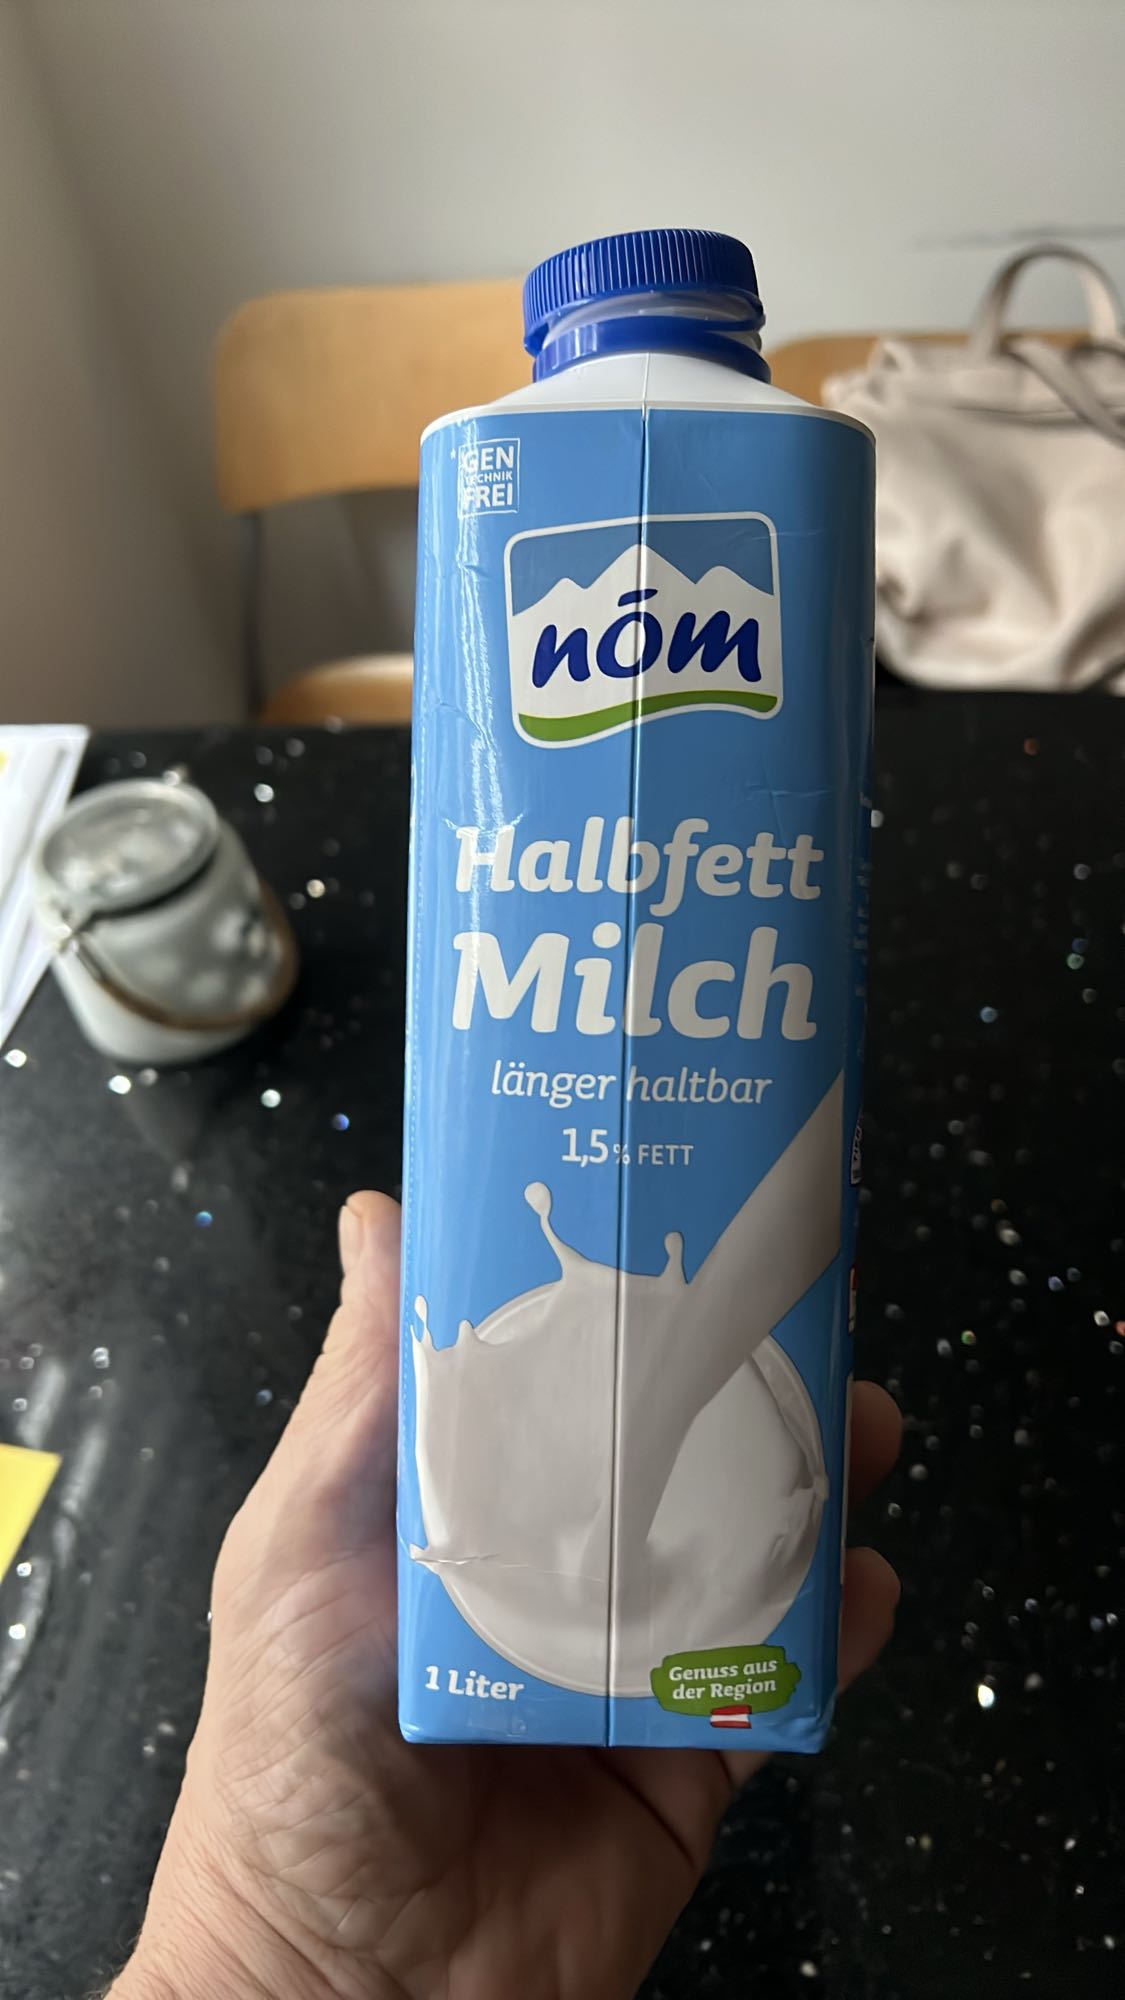 * GEN
TECHNIK
FREI
nōm
Halbfett
Milch
länger haltbar
1,5% FETT
1 Liter
Genuss aus
der Region